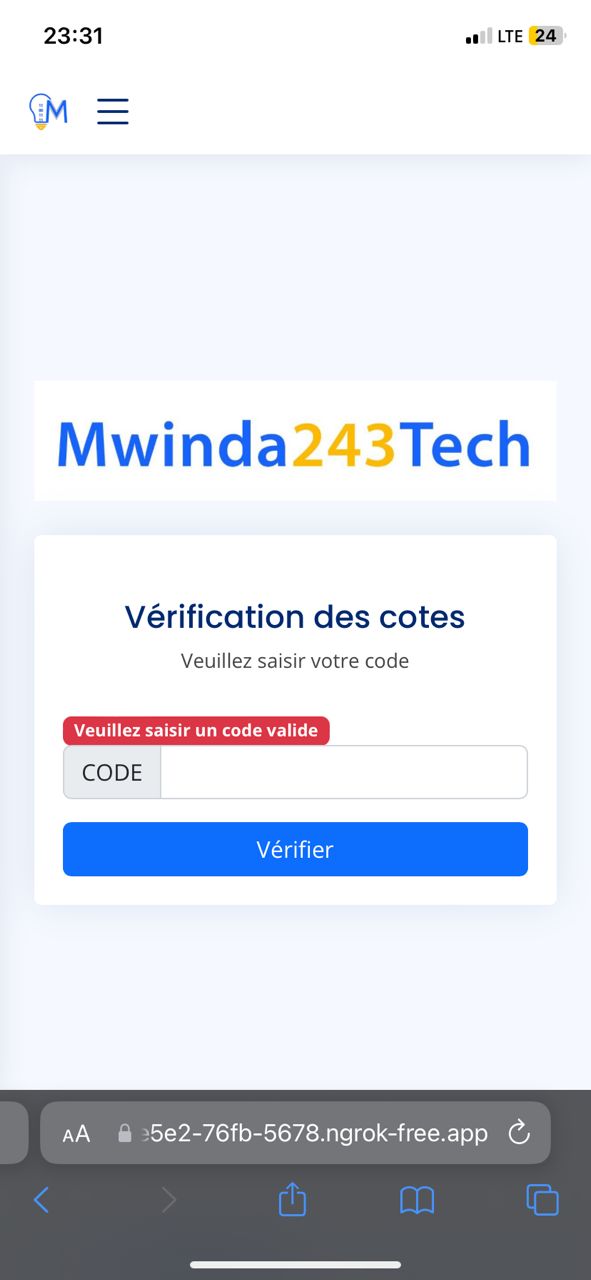 23:31
LTE 24
M
Mwinda243Tech
Vérification des cotes
Veuillez saisir votre code
Veuillez saisir un code valide
CODE
Vérifier
AA 5e2-76fb-5678.ngrok-free.app